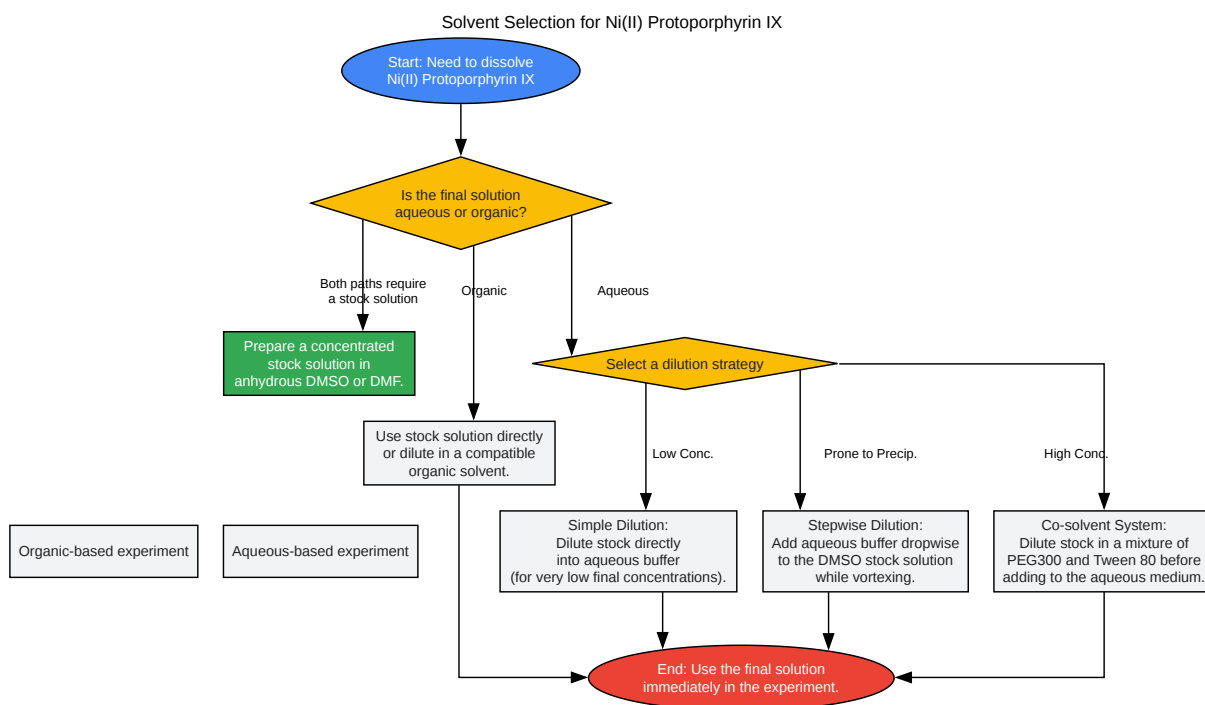 Solvent Selection for Ni(II) Protoporphyrin IX
Start: Need to dissolve
Ni(II) Protoporphyrin IX
Is the final solution
aqueous or organic?
Both paths require
a stock solution
Organic
Aqueous
Prepare a concentrated
stock solution in
anhydrous DMSO or DMF.
Select a dilution strategy
Use stock solution directly
or dilute in a compatible
organic solvent.
Low Conc.
Prone to Precip.
High Conc.
Organic-based experiment
Aqueous-based experiment
Simple Dilution:
Dilute stock directly
into aqueous buffer
(for very low final concentrations).
Stepwise Dilution:
Add aqueous buffer dropwise
to the DMSO stock solution
while vortexing.
Co-solvent System:
Dilute stock in a mixture of
PEG300 and Tween 80 before
adding to the aqueous medium.
End: Use the final solution
immediately in the experiment.